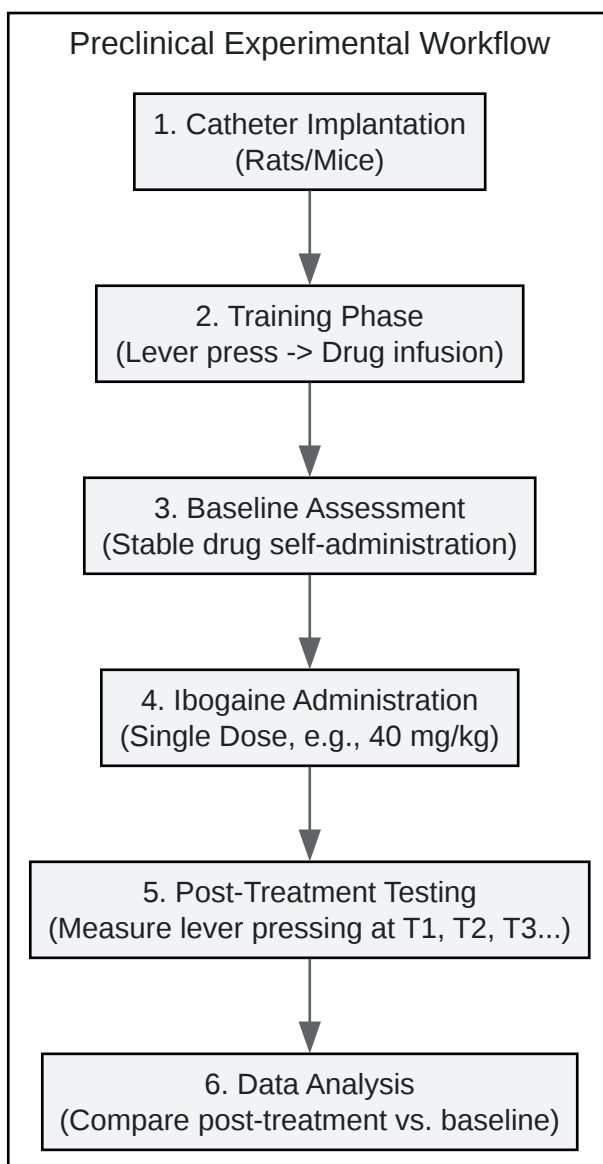 Preclinical Experimental Workflow
1. Catheter Implantation
(Rats/Mice)
2. Training Phase
(Lever press -> Drug infusion)
3. Baseline Assessment
(Stable drug self-administration)
4. Ibogaine Administration
(Single Dose, e.g., 40 mg/kg)
5. Post-Treatment Testing
(Measure lever pressing at T1, T2, T3...)
6. Data Analysis
(Compare post-treatment vs. baseline)